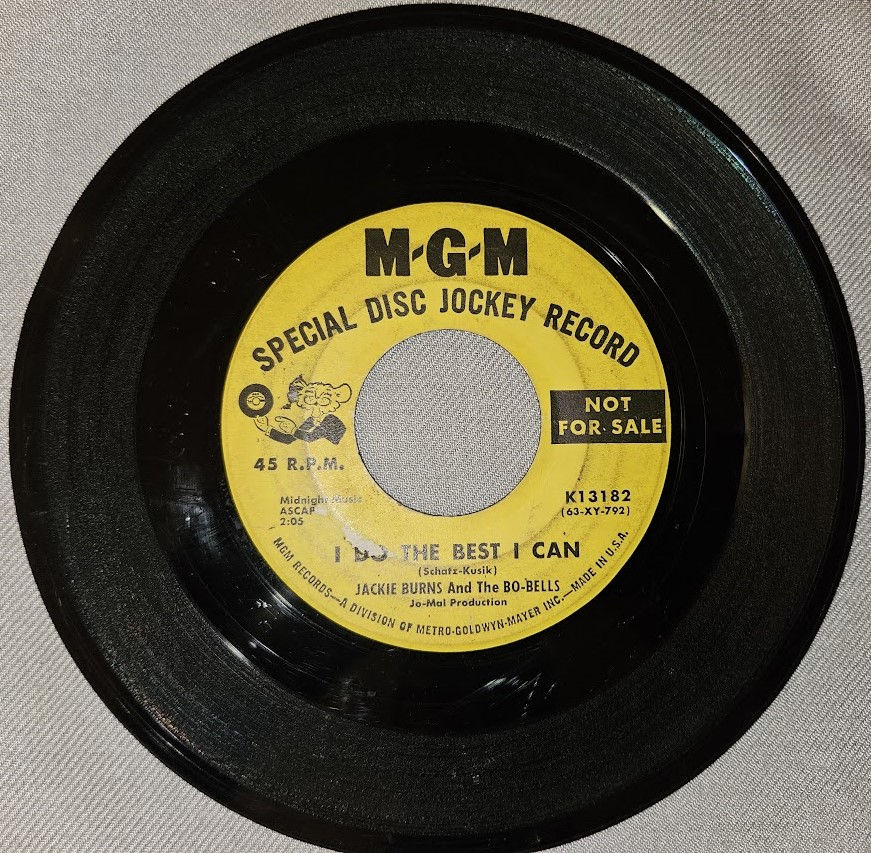 M-G-M
SPECIAL DISC JOCKEY RECORD
NOT
FOR SALE
45 R.P.M.
Midnight Music
ASCAP
2:05
K13182
(63-XY-792)
I DO THE BEST I CAN
(Schatz-Kusik)
JACKIE BURNS And The BO-BELLS
Jo-Mal Production
MGM RECORDS—A DIVISION OF METRO-GOLDWYN-MAYER INC.—MADE IN U.S.A.